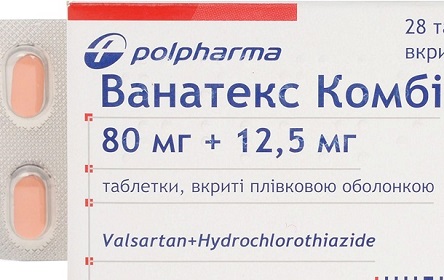 polpharma
28 та
вкри
Ванатекс Комбі
80 мг + 12,5 мг
таблетки, вкриті плівковою оболонкою
Valsartan+Hydrochlorothiazide